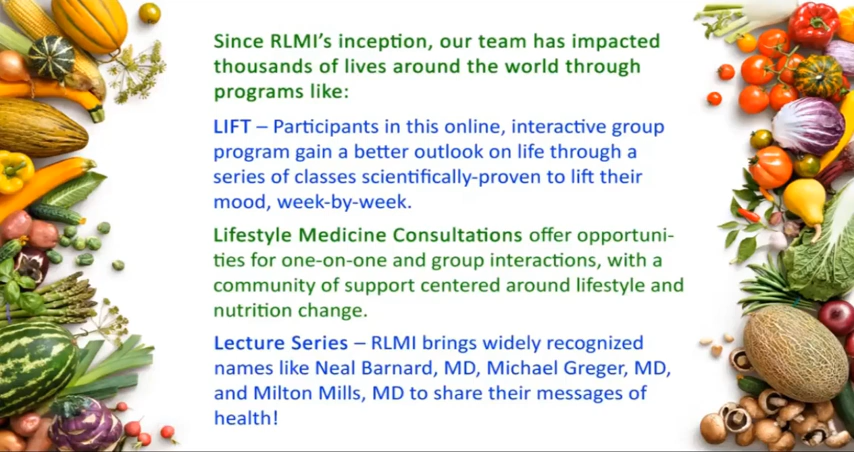 Since RLMI's inception, our team has impacted
thousands of lives around the world through
programs like:
LIFT – Participants in this online, interactive group
program gain a better outlook on life through a
series of classes scientifically-proven to lift their
mood, week-by-week.
Lifestyle Medicine Consultations offer opportuni-
ties for one-on-one and group interactions, with a
community of support centered around lifestyle and
nutrition change.
Lecture Series – RLMI brings widely recognized
names like Neal Barnard, MD, Michael Greger, MD,
and Milton Mills, MD to share their messages of
health!